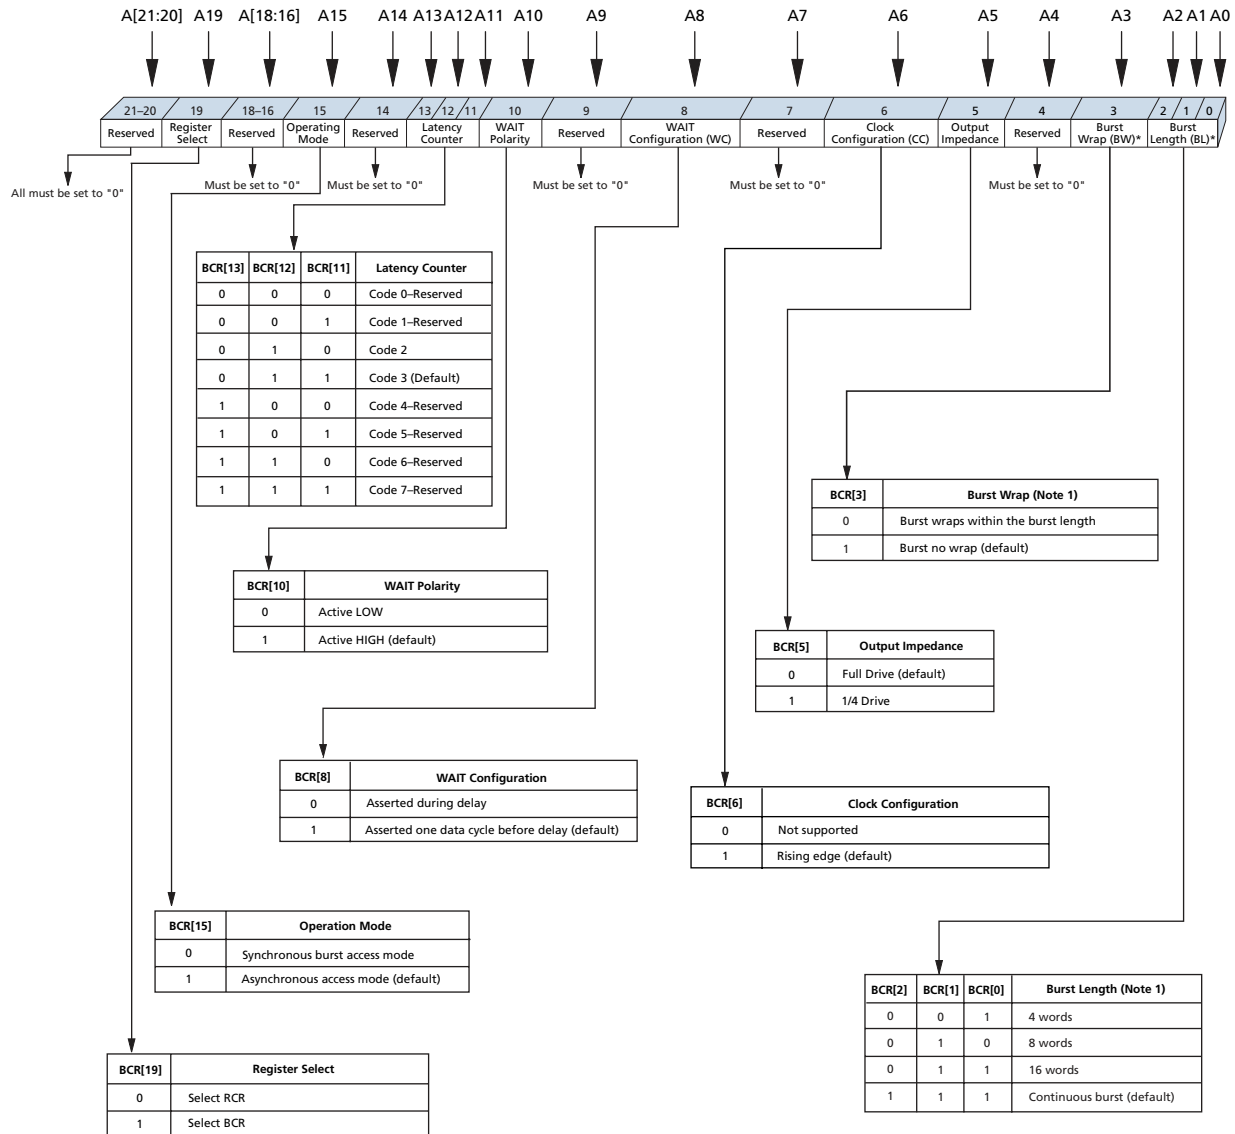 A[21:20] A19 A[18:16] A15 A14 A13 A12 A11 A10 A9 A8 A7 A6 A5 A4 A3 A2 A1 A0
21–20 19 18–16 15 14 13 12 11 10 9 8 7 6 5 4 3 2 1 0
Reserved
Register
Select
Reserved
Operating
Mode
Reserved
Latency
Counter
WAIT
Polarity
Reserved
WAIT
Configuration (WC)
Reserved
Clock
Configuration (CC)
Output
Impedance
Reserved
Burst
Wrap (BW)*
Burst
Length (BL)*
All must be set to "0"
Must be set to "0"
Must be set to "0"
Must be set to "0"
Must be set to "0"
Must be set to "0"
BCR[13] BCR[12] BCR[11] Latency Counter
0 0 0 Code 0–Reserved
0 0 1 Code 1–Reserved
0 1 0 Code 2
0 1 1 Code 3 (Default)
1 0 0 Code 4–Reserved
1 0 1 Code 5–Reserved
1 1 0 Code 6–Reserved
1 1 1 Code 7–Reserved
BCR[3] Burst Wrap (Note 1)
0 Burst wraps within the burst length
1 Burst no wrap (default)
BCR[10] WAIT Polarity
0 Active LOW
1 Active HIGH (default)
BCR[5] Output Impedance
0 Full Drive (default)
1 1/4 Drive
BCR[8] WAIT Configuration
0 Asserted during delay
1 Asserted one data cycle before delay (default)
BCR[6] Clock Configuration
0 Not supported
1 Rising edge (default)
BCR[15] Operation Mode
0 Synchronous burst access mode
1 Asynchronous access mode (default)
BCR[2] BCR[1] BCR[0] Burst Length (Note 1)
0 0 1 4 words
0 1 0 8 words
0 1 1 16 words
1 1 1 Continuous burst (default)
BCR[19] Register Select
0 Select RCR
1 Select BCR